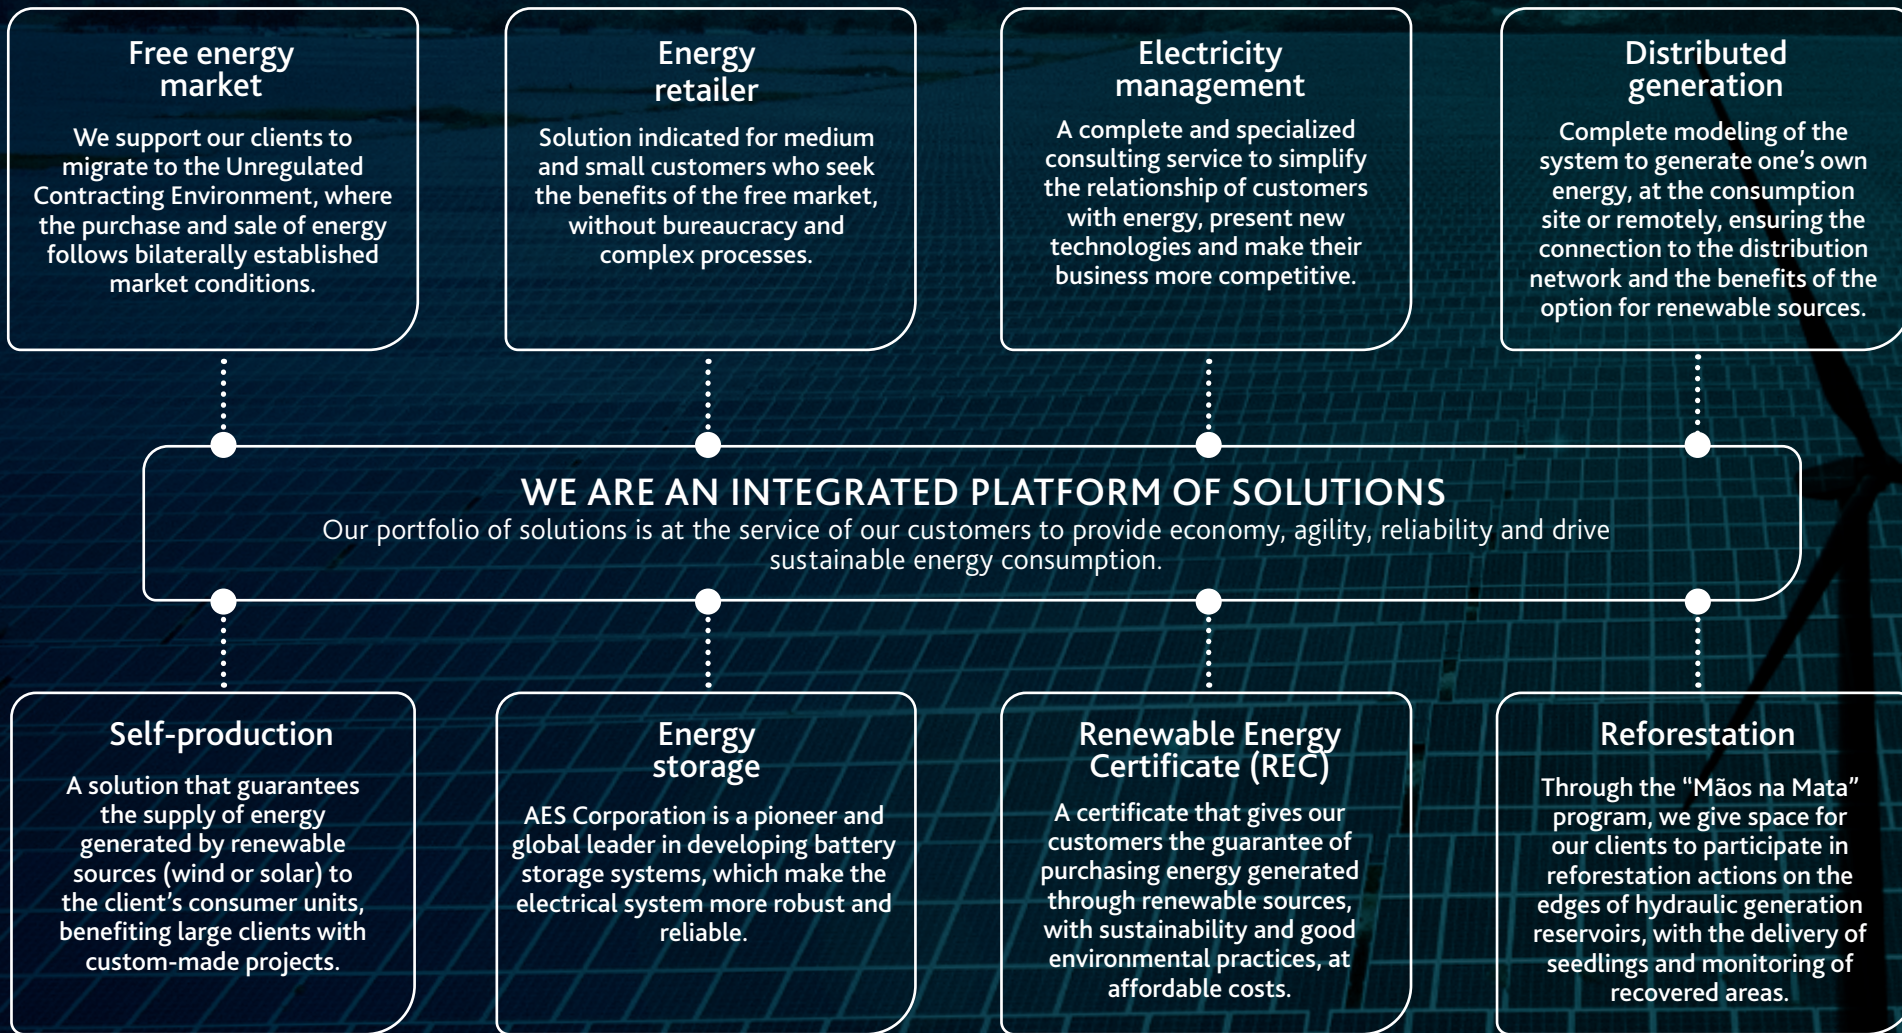 Free energy
market
We support our clients to
migrate to the Unregulated
Contracting Environment, where
the purchase and sale of energy
follows bilaterally established
market conditions.
Energy
retailer
Solution indicated for medium
and small customers who seek
the benefits of the free market,
without bureaucracy and
complex processes.
Electricity
management
A complete and specialized
consulting service to simplify
the relationship of customers
with energy, present new
technologies and make their
business more competitive.
Distributed
generation
Complete modeling of the
system to generate one’s own
energy, at the consumption
site or remotely, ensuring the
connection to the distribution
network and the benefits of the
option for renewable sources.
WE ARE AN INTEGRATED PLATFORM OF SOLUTIONS
Our portfolio of solutions is at the service of our customers to provide economy, agility, reliability and drive
sustainable energy consumption.
Self-production
A solution that guarantees
the supply of energy
generated by renewable
sources (wind or solar) to
the client’s consumer units,
benefiting large clients with
custom-made projects.
Energy
storage
AES Corporation is a pioneer and
global leader in developing battery
storage systems, which make the
electrical system more robust and
reliable.
Renewable Energy
Certificate (REC)
A certificate that gives our
customers the guarantee of
purchasing energy generated
through renewable sources,
with sustainability and good
environmental practices, at
affordable costs.
Reforestation
Through the “Mãos na Mata”
program, we give space for
our clients to participate in
reforestation actions on the
edges of hydraulic generation
reservoirs, with the delivery of
seedlings and monitoring of
recovered areas.